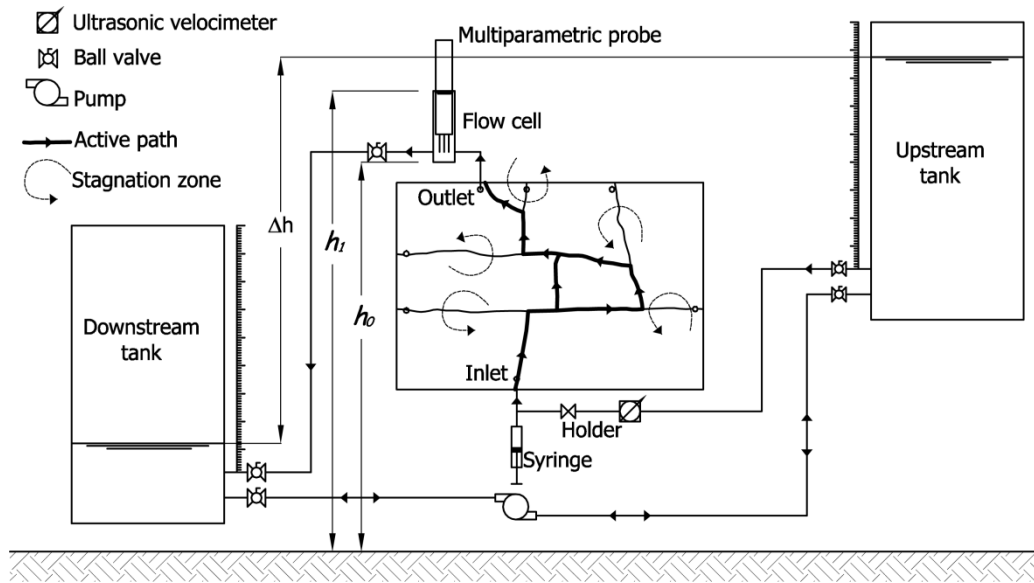 Ultrasonic velocimeter
Ball valve
Pump
Active path
Stagnation zone
Multiparametric probe
Flow cell
Upstream
tank
Outlet
Δh
h₁
h₀
Downstream
tank
Inlet
Holder
Syringe